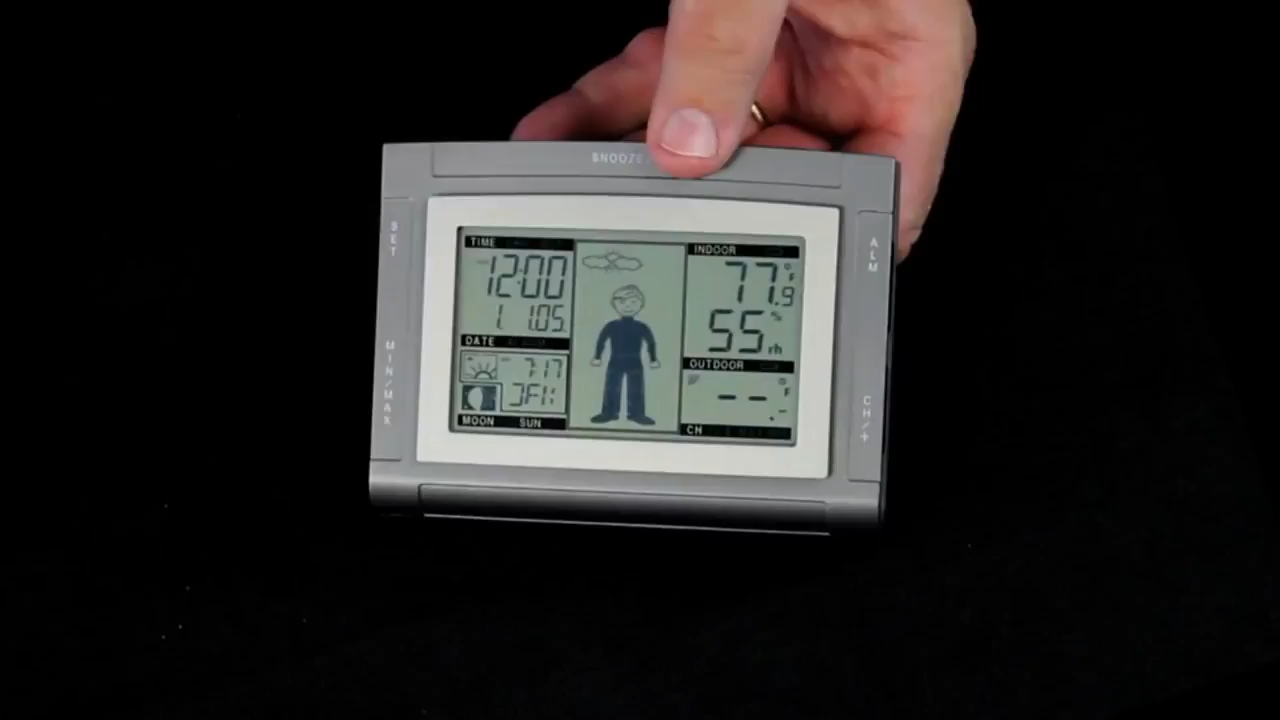 SNOOZE
SET
MIN/MAX
TIME
12:00
1. 1.05.
DATE
7:17
MOON SUN
INDOOR
77.9 °F
55 % rh
OUTDOOR
-- .- °F
CH
ALM
CH/+